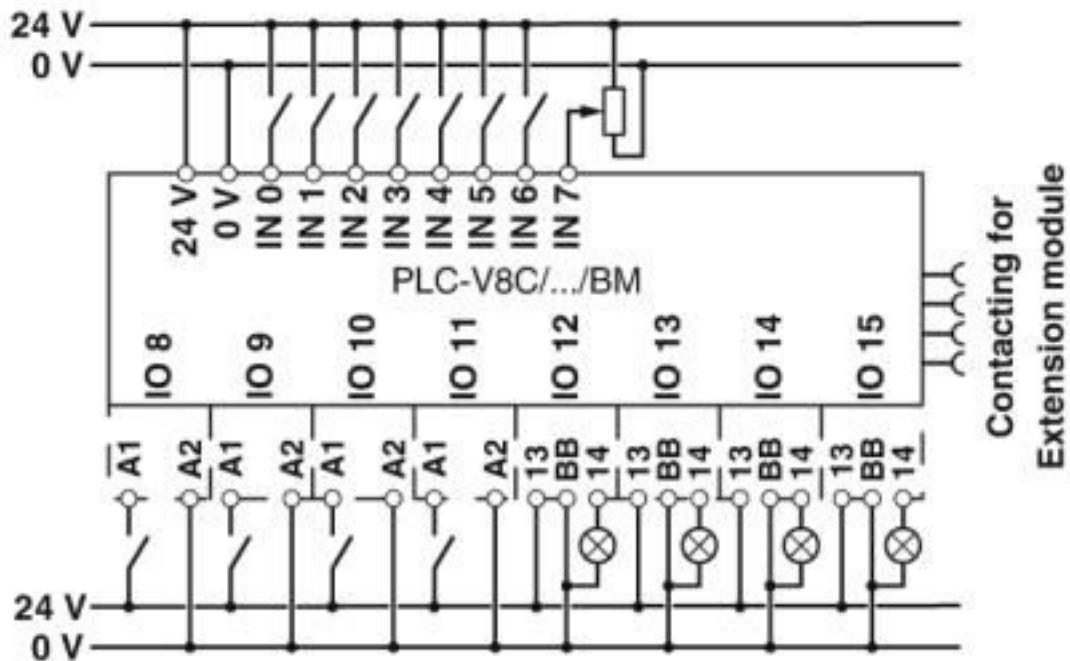 24 V
0 V
24 V
0 V
IN 0
IN 1
IN 2
IN 3
IN 4
IN 5
IN 6
IN 7
PLC-V8C/.../BM
Contacting for
Extension module
IO 8
IO 9
IO 10
IO 11
IO 12
IO 13
IO 14
IO 15
A1
A2
A1
A2
A1
A2
A1
A2
13
BB
14
13
BB
14
13
BB
14
13
BB
14
24 V
0 V